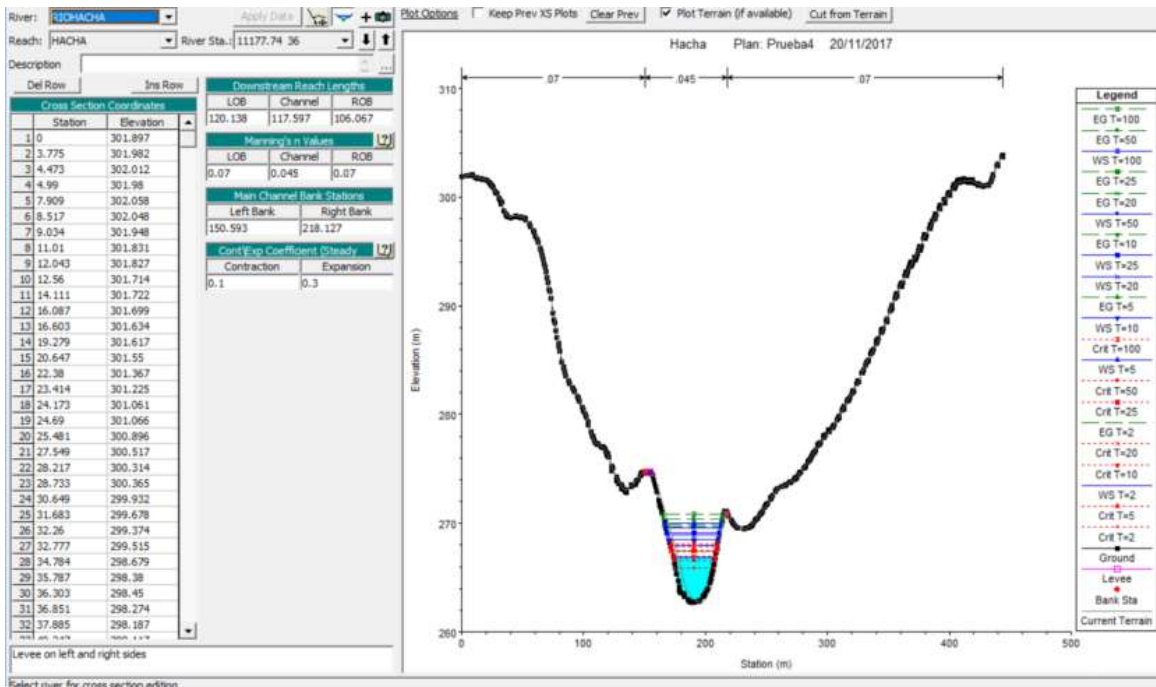 River: RIOHACHA Apply Data Plot Options Keep Prev XS Plots Clear Prev Plot Terrain (if available) Cut from Terrain
Reach: HACHA River Sta.: 11177.74 36
Description ...
Del Row Ins Row
Cross Section Coordinates
Station Elevation
1 0 301.897
2 3.775 301.982
3 4.473 302.012
4 4.99 301.98
5 7.909 302.058
6 8.517 302.048
7 9.034 301.948
8 11.01 301.831
9 12.043 301.827
10 12.56 301.714
11 14.111 301.722
12 16.087 301.699
13 16.603 301.634
14 19.279 301.617
15 20.647 301.55
16 22.38 301.367
17 23.414 301.225
18 24.173 301.061
19 24.69 301.066
20 25.481 300.896
21 27.549 300.517
22 28.217 300.314
23 28.733 300.365
24 30.649 299.932
25 31.683 299.678
26 32.26 299.374
27 32.777 299.515
28 34.784 298.679
29 35.787 298.38
30 36.303 298.45
31 36.851 298.274
32 37.885 298.187
Levee on left and right sides
Select river for cross section edition
Downstream Reach Lengths
LOB Channel ROB
120.138 117.597 106.067
Manning's n Values
LOB Channel ROB
0.07 0.045 0.07
Main Channel Bank Stations
Left Bank Right Bank
150.593 218.127
Cont\Exp Coefficient (Steady
Contraction Expansion
0.1 0.3
Hacha Plan: Prueba4 20/11/2017
.07 .045 .07
310
300
290
280
270
260
0 100 200 300 400 500
Elevation (m)
Station (m)
Legend
EG T=100
EG T=50
WS T=100
EG T=25
EG T=20
WS T=50
EG T=10
WS T=25
WS T=20
EG T=5
WS T=10
Crit T=100
WS T=5
Crit T=50
Crit T=25
EG T=2
Crit T=20
Crit T=10
WS T=2
Crit T=5
Crit T=2
Ground
Levee
Bank Sta
Current Terrain